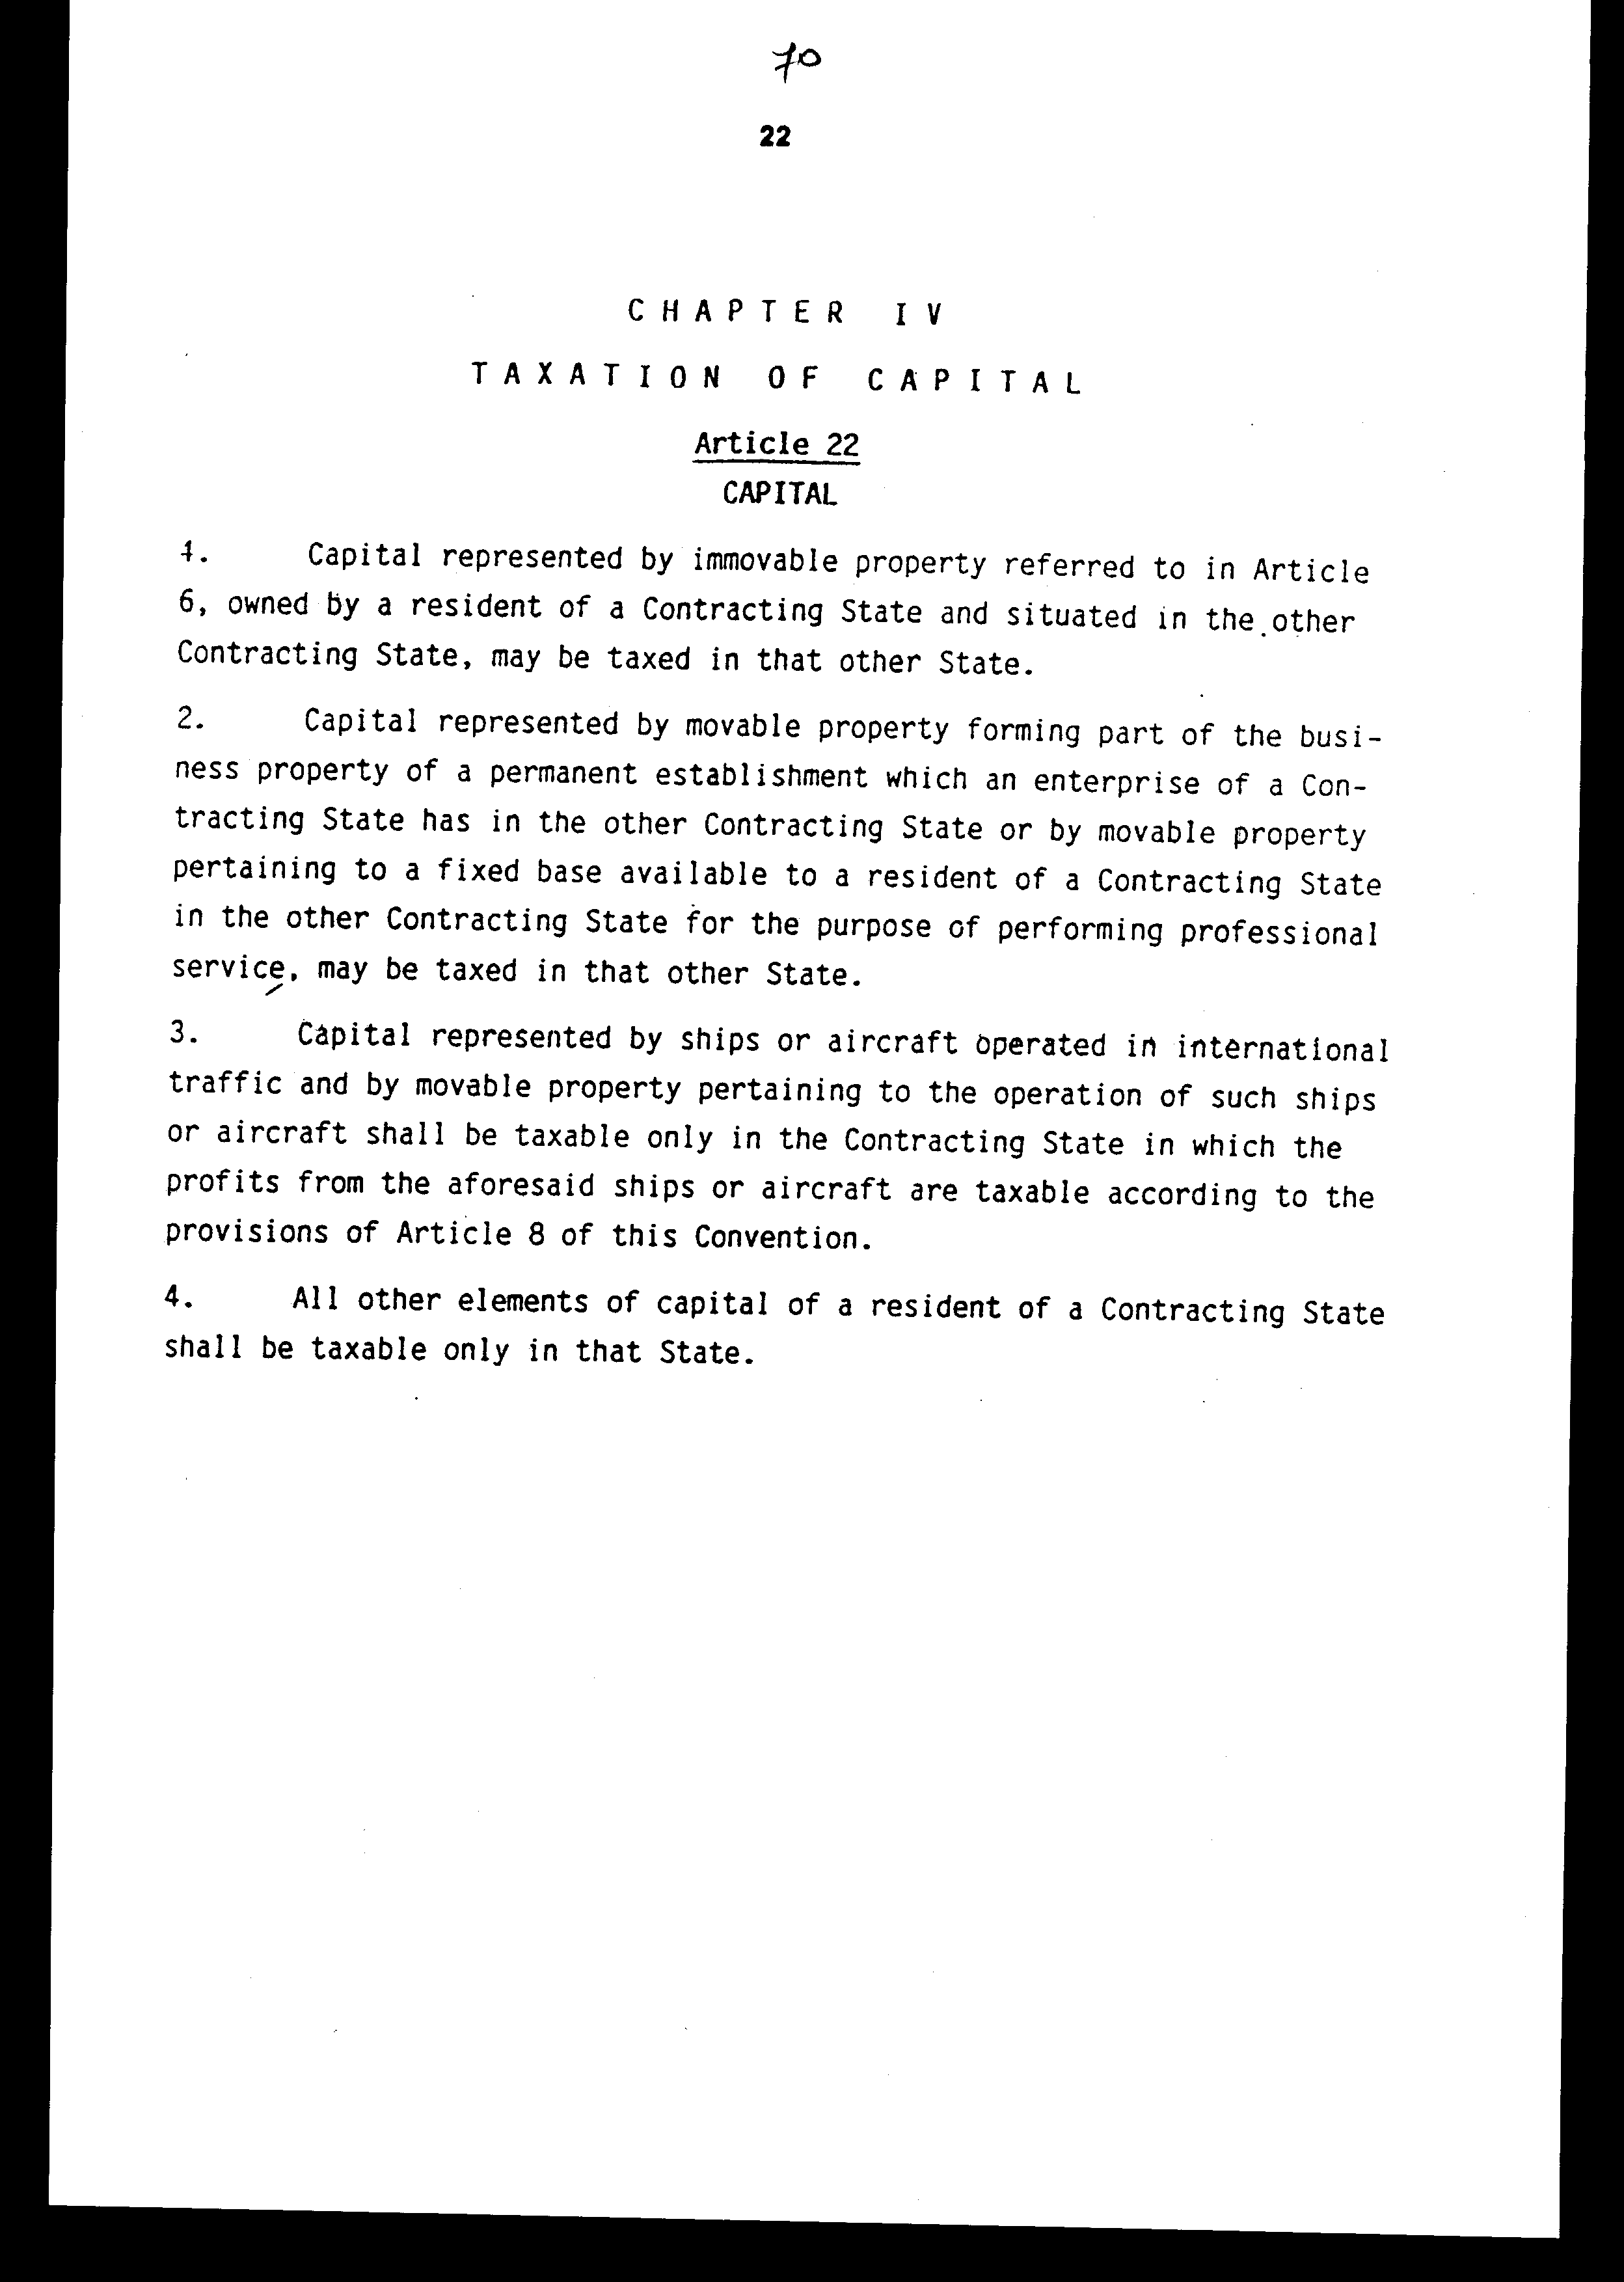 70
22
CHAPTER IV
TAXATION OF CAPITAL
Article 22
CAPITAL
1. Capital represented by immovable property referred to in Article
6, owned by a resident of a Contracting State and situated in the other
Contracting State, may be taxed in that other State.
2. Capital represented by movable property forming part of the busi-
ness property of a permanent establishment which an enterprise of a Con-
tracting State has in the other Contracting State or by movable property
pertaining to a fixed base available to a resident of a Contracting State
in the other Contracting State for the purpose of performing professional
service, may be taxed in that other State.
3. Capital represented by ships or aircraft operated in international
traffic and by movable property pertaining to the operation of such ships
or aircraft shall be taxable only in the Contracting State in which the
profits from the aforesaid ships or aircraft are taxable according to the
provisions of Article 8 of this Convention.
4. All other elements of capital of a resident of a Contracting State
shall be taxable only in that State.